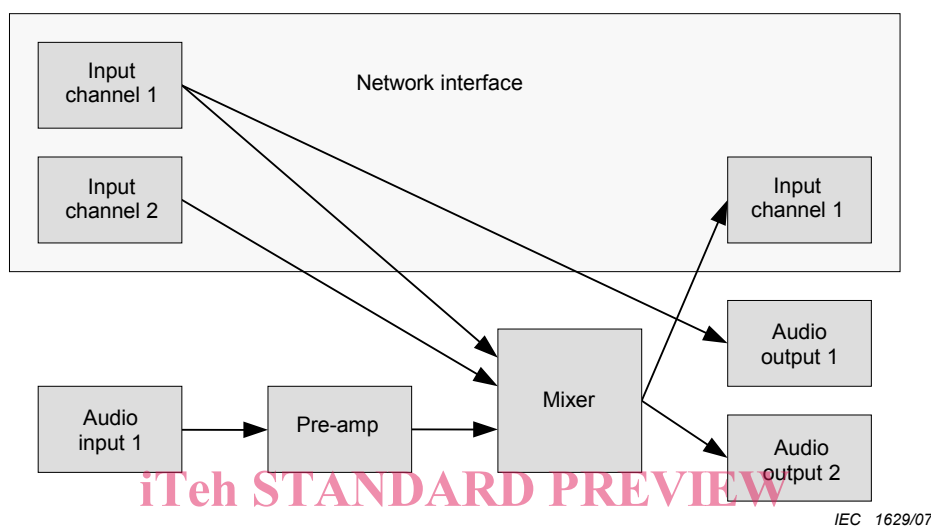 Input
channel 1
Network interface
Input
channel 2
Input
channel 1
Audio
output 1
Mixer
Audio
input 1
Pre-amp
Audio
output 2
iTeh STANDARD PREVIEW
IEC 1629/07